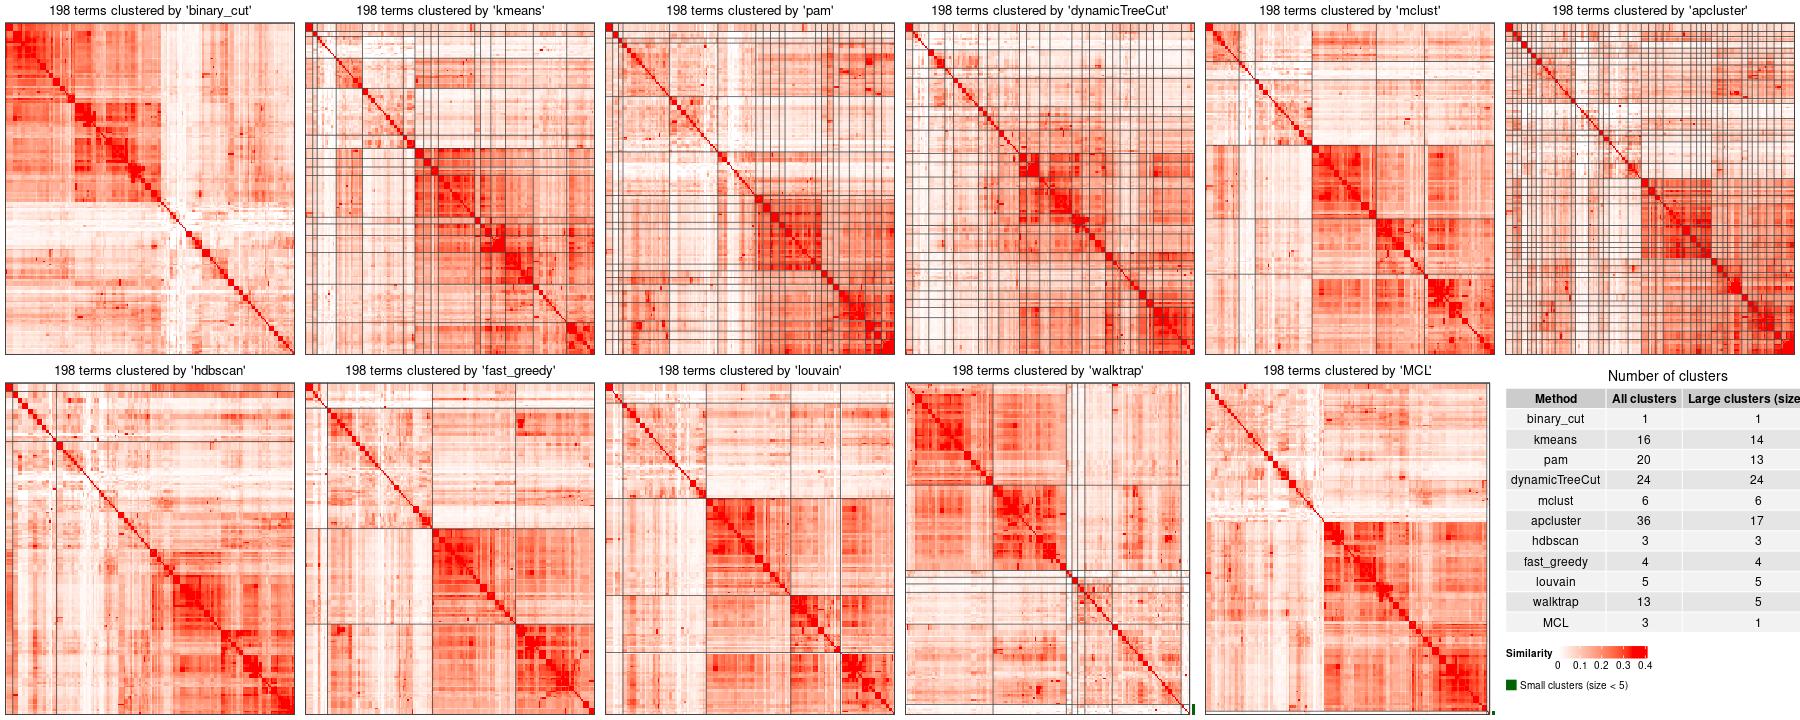 198 terms clustered by 'binary_cut'
198 terms clustered by 'kmeans'
198 terms clustered by 'pam'
198 terms clustered by 'dynamicTreeCut'
198 terms clustered by 'mclust'
198 terms clustered by 'apcluster'
198 terms clustered by 'hdbscan'
198 terms clustered by 'fast_greedy'
198 terms clustered by 'louvain'
198 terms clustered by 'walktrap'
198 terms clustered by 'MCL'
Number of clusters
Method All clusters Large clusters (size
binary_cut 1 1
kmeans 16 14
pam 20 13
dynamicTreeCut 24 24
mclust 6 6
apcluster 36 17
hdbscan 3 3
fast_greedy 4 4
louvain 5 5
walktrap 13 5
MCL 3 1
Similarity
0 0.1 0.2 0.3 0.4
Small clusters (size < 5)